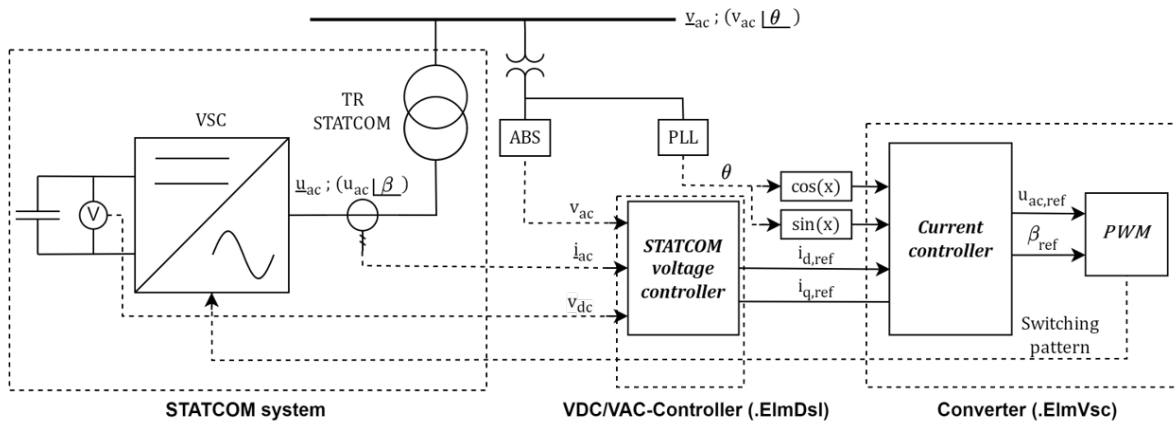 v_ac ; (v_ac |θ )
TR
STATCOM
VSC
ABS
PLL
u_ac ; (u_ac |β )
θ
cos(x)
sin(x)
V
v_ac
i_ac
v_dc
STATCOM
voltage
controller
i_d,ref
i_q,ref
Current
controller
u_ac,ref
β_ref
PWM
Switching
pattern
STATCOM system
VDC/VAC-Controller (.ElmDsl)
Converter (.ElmVsc)